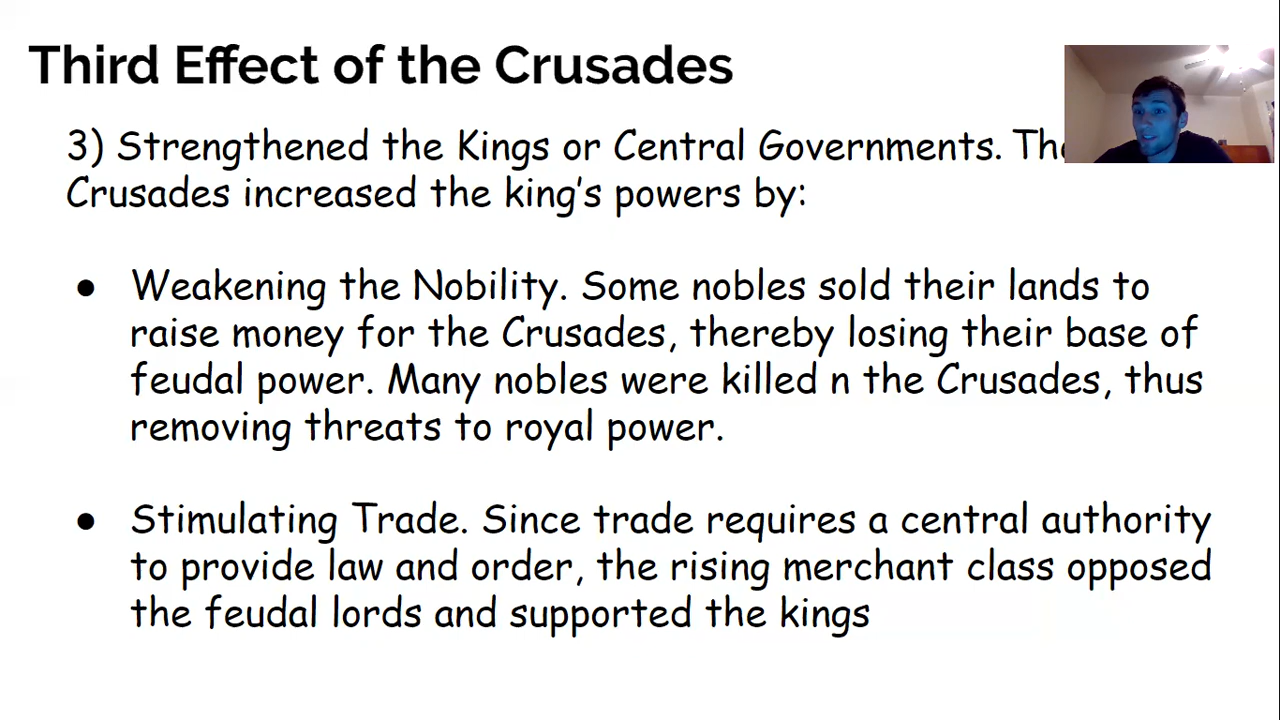 Third Effect of the Crusades
3) Strengthened the Kings or Central Governments.
Crusades increased the king's powers by:
● Weakening the Nobility. Some nobles sold their lands to
raise money for the Crusades, thereby losing their base of
feudal power. Many nobles were killed n the Crusades, thus
removing threats to royal power.
● Stimulating Trade. Since trade requires a central authority
to provide law and order, the rising merchant class opposed
the feudal lords and supported the kings